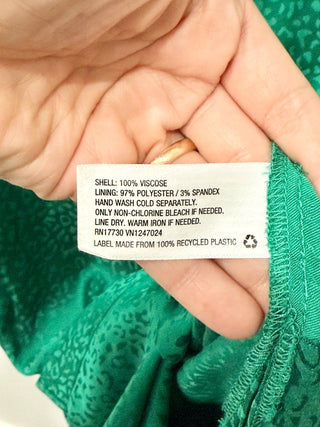 SHELL: 100% VISCOSE
LINING: 97% POLYESTER / 3% SPANDEX
HAND WASH COLD SEPARATELY.
ONLY NON-CHLORINE BLEACH IF NEEDED.
LINE DRY. WARM IRON IF NEEDED.
RN17730 VN1247024
LABEL MADE FROM 100% RECYCLED PLASTIC